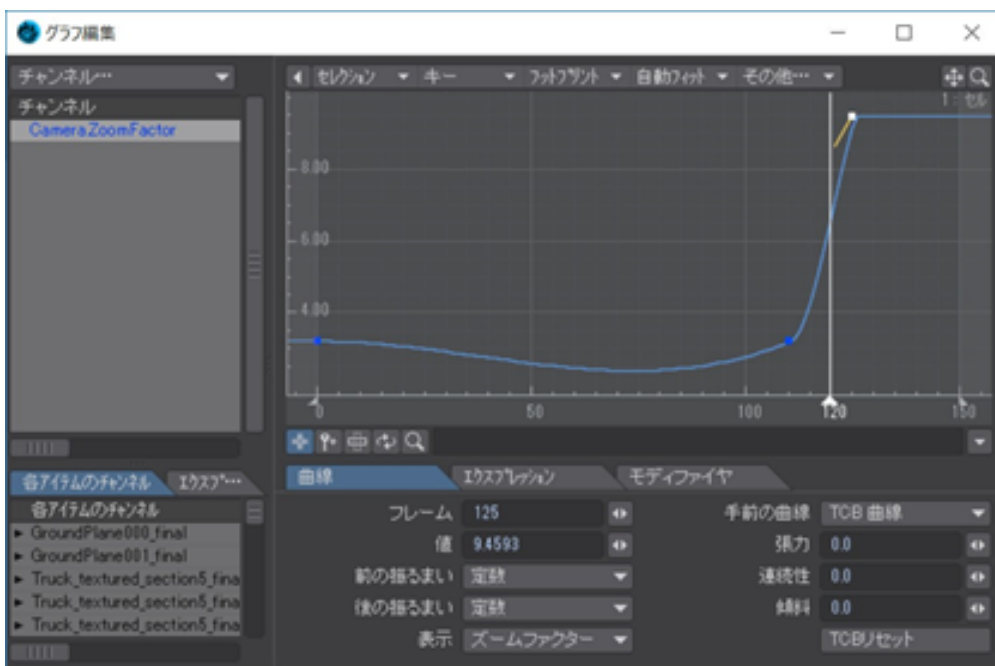 グラフ編集
チャンネル…
セレクション
キー
フットプリント
自動フィット
その他…
チャンネル
1: セル
CameraZoomFactor
8.00
6.00
4.00
0
50
100
120
150
各アイテムのチャンネル
エクスプ…
曲線
エクスプレッション
モディファイヤ
各アイテムのチャンネル
GroundPlane000_final
GroundPlane001_final
Truck_textured_section5_fina
Truck_textured_section5_fina
Truck_textured_section5_fina
フレーム 125
手前の曲線 TCB 曲線
値 9.4593
張力 0.0
前の振るまい 定数
連続性 0.0
後の振るまい 定数
傾斜 0.0
表示 ズームファクター
TCBリセット